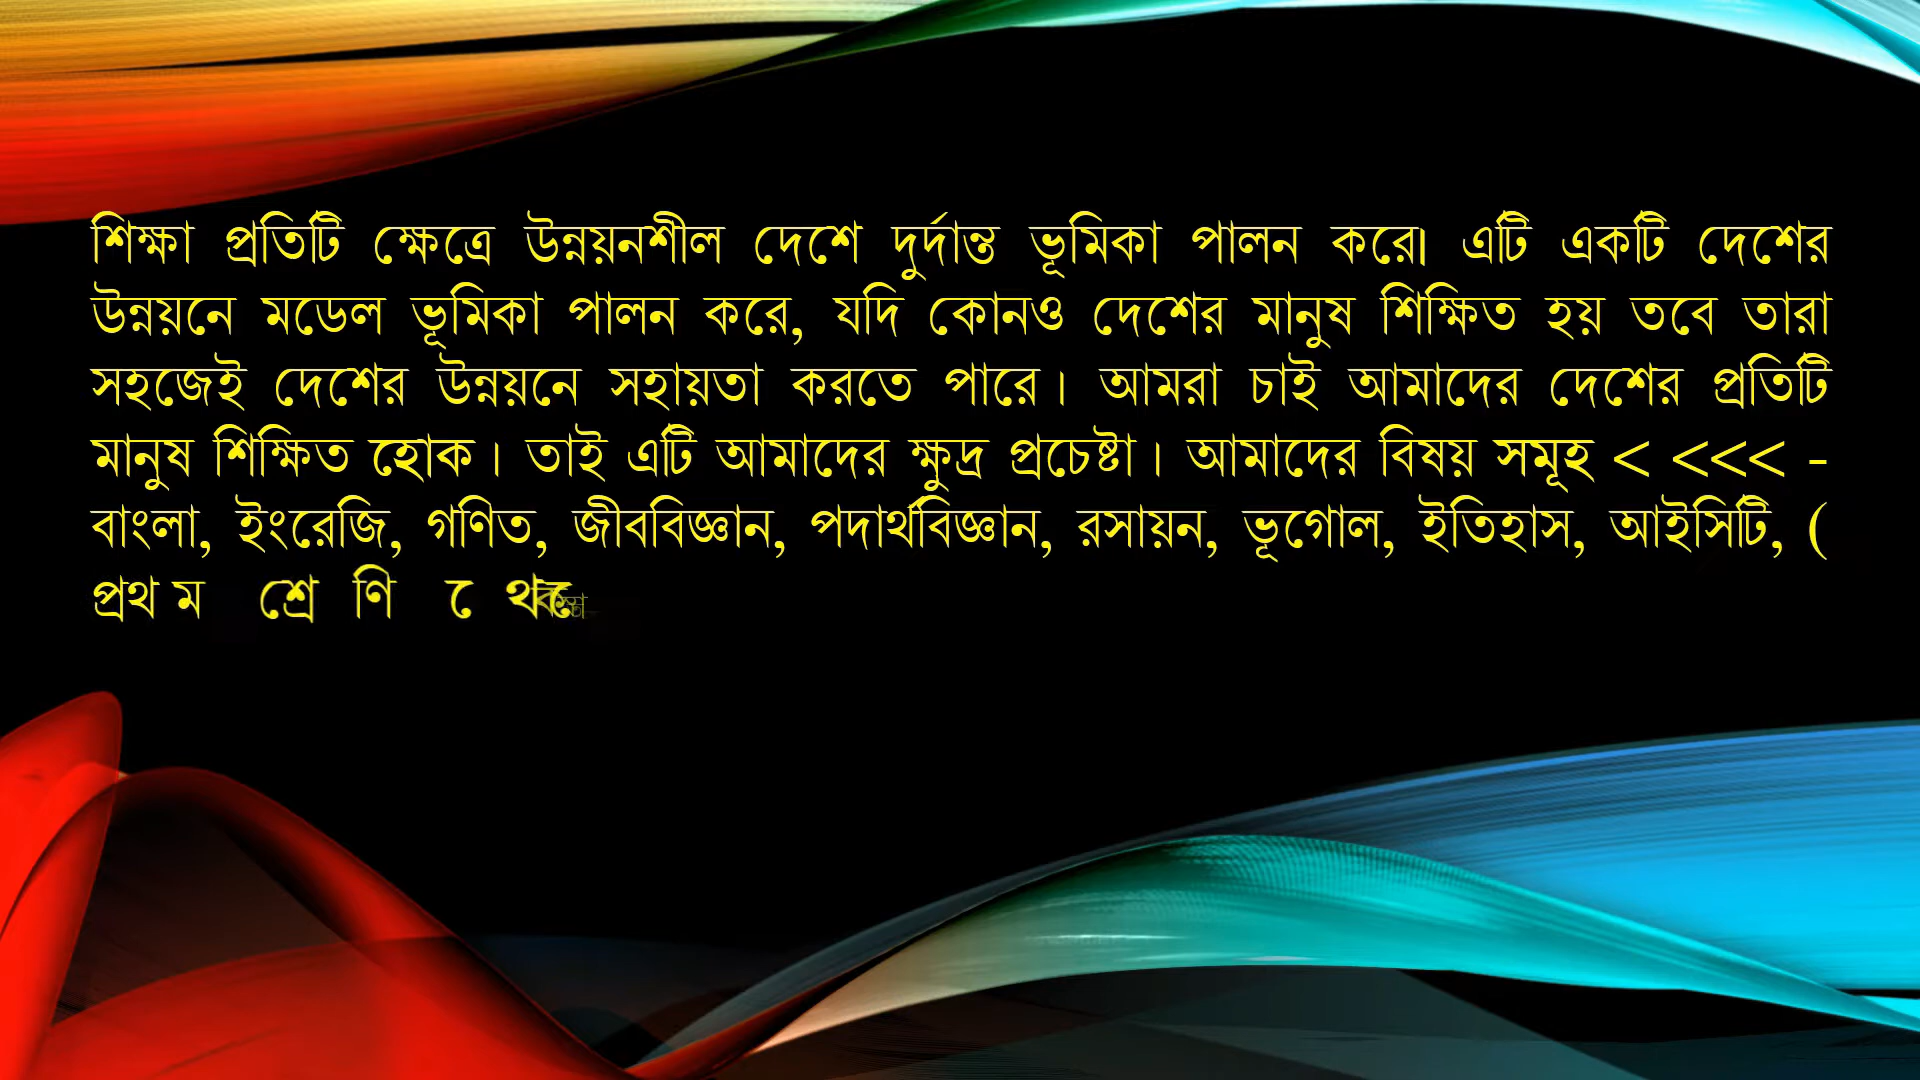 শিক্ষা প্রতিটি ক্ষেত্রে উন্নয়নশীল দেশে দুর্দান্ত ভূমিকা পালন করে৷ এটি একটি দেশের
উন্নয়নে মডেল ভূমিকা পালন করে, যদি কোনও দেশের মানুষ শিক্ষিত হয় তবে তারা
সহজেই দেশের উন্নয়নে সহায়তা করতে পারে। আমরা চাই আমাদের দেশের প্রতিটি
মানুষ শিক্ষিত হোক। তাই এটি আমাদের ক্ষুদ্র প্রচেষ্টা। আমাদের বিষয় সমূহ < <<< -
বাংলা, ইংরেজি, গণিত, জীববিজ্ঞান, পদার্থবিজ্ঞান, রসায়ন, ভূগোল, ইতিহাস, আইসিটি, (
প্রথম শ্রেণি